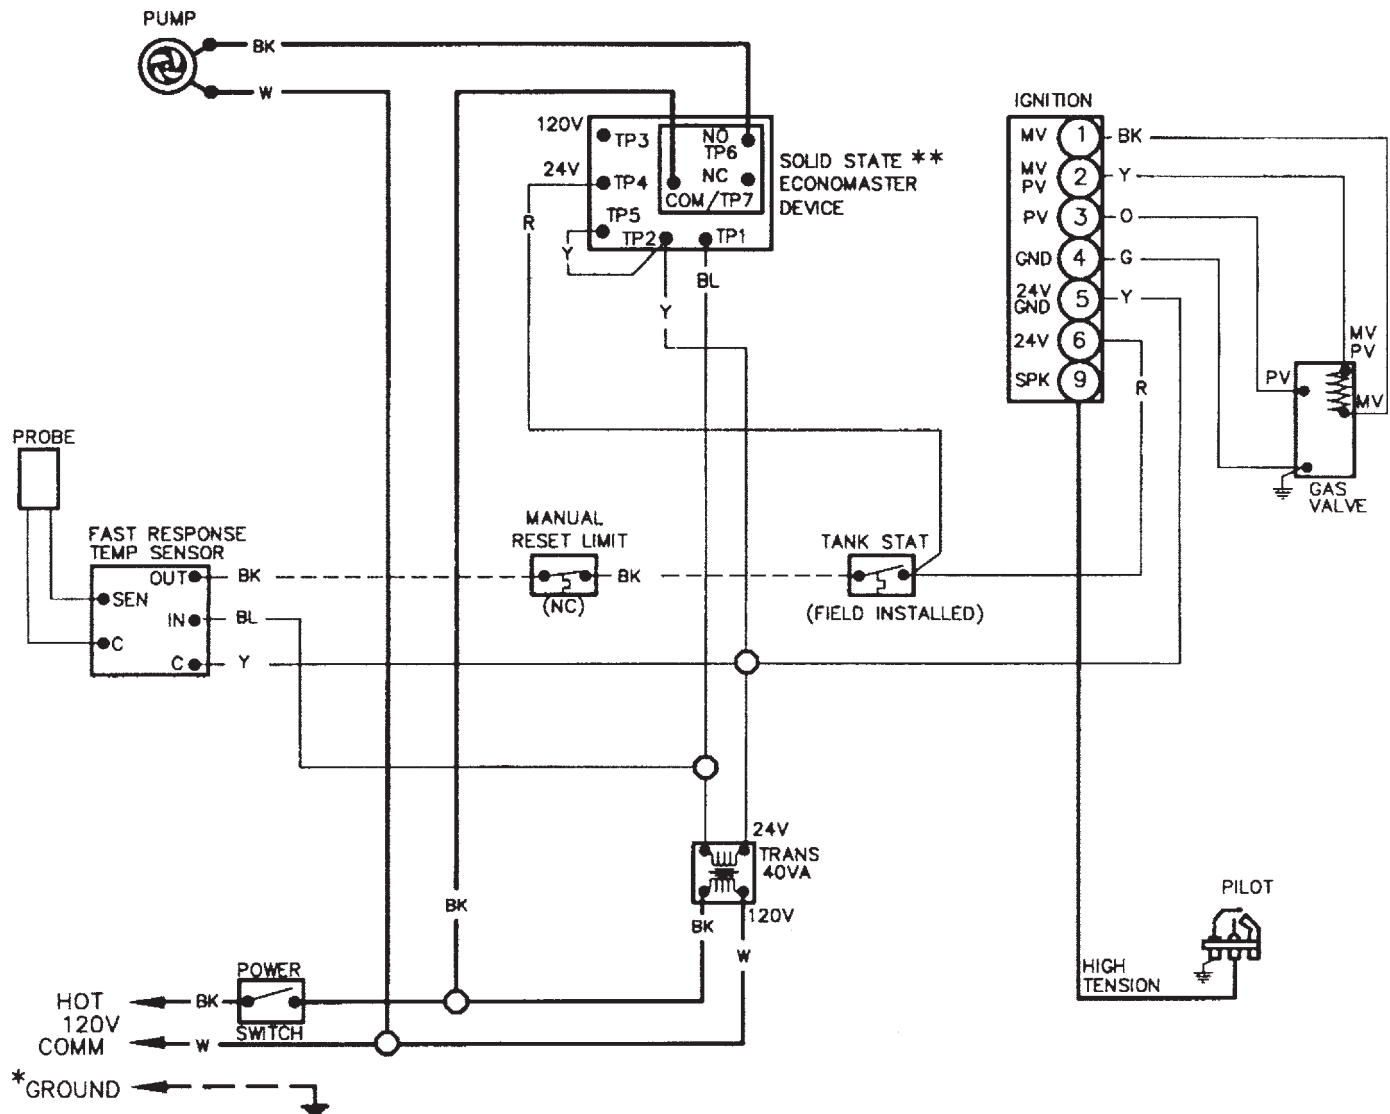 PUMP
BK
W
120V
TP3
NO
TP6
24V
TP4
NC
COM/TP7
TP5
TP2
TP1
SOLID STATE **
ECONOMASTER
DEVICE
R
Y
BL
Y
IGNITION
MV
1
BK
MV
PV
2
Y
PV
3
O
GND
4
G
24V
GND
5
Y
24V
6
R
SPK
9
MV
PV
PV
MV
GAS
VALVE
PROBE
FAST RESPONSE
TEMP SENSOR
OUT
BK
SEN
IN
BL
C
C
Y
MANUAL
RESET LIMIT
(NC)
BK
TANK STAT
(FIELD INSTALLED)
24V
TRANS
40VA
120V
BK
BK
W
PILOT
HIGH
TENSION
POWER
SWITCH
HOT
BK
120V
COMM
W
*GROUND